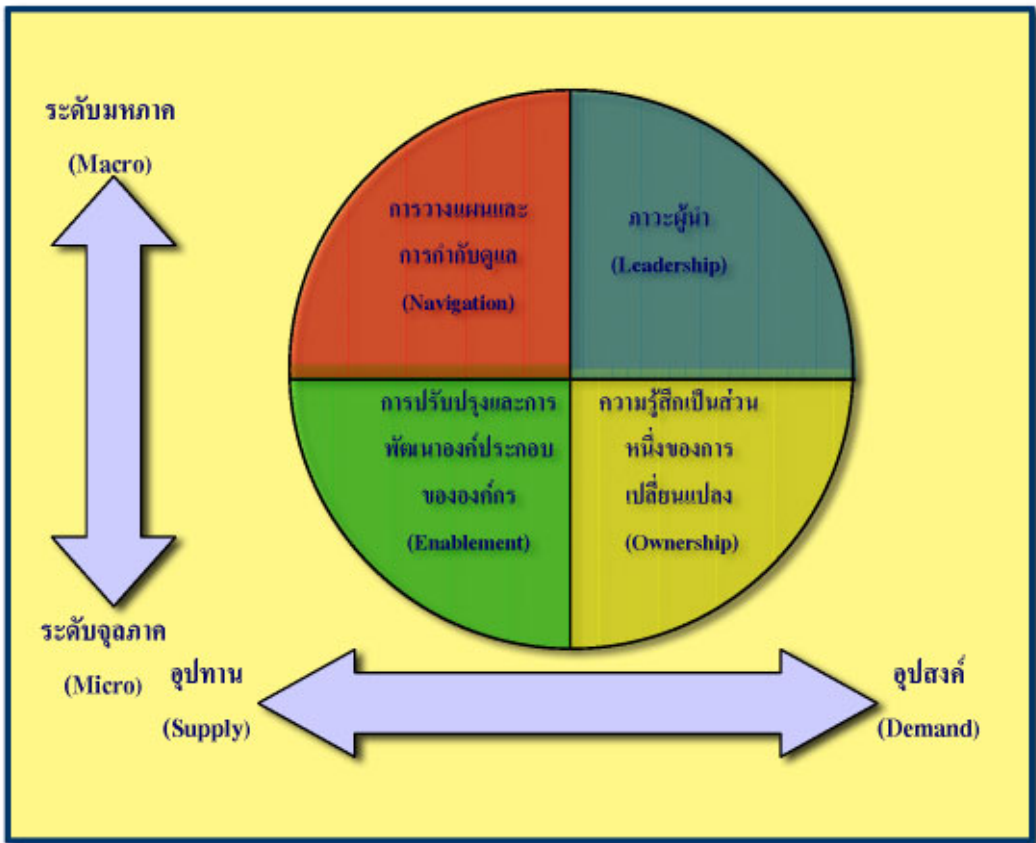 ระดับมหภาค
(Macro)
การวางแผนและ
การกำกับดูแล
(Navigation)
ภาวะผู้นำ
(Leadership)
การปรับปรุงและการ
พัฒนาองค์ประกอบ
ขององค์กร
(Enablement)
ความรู้สึกเป็นส่วน
หนึ่งของการ
เปลี่ยนแปลง
(Ownership)
ระดับจุลภาค
(Micro)
อุปทาน
(Supply)
อุปสงค์
(Demand)